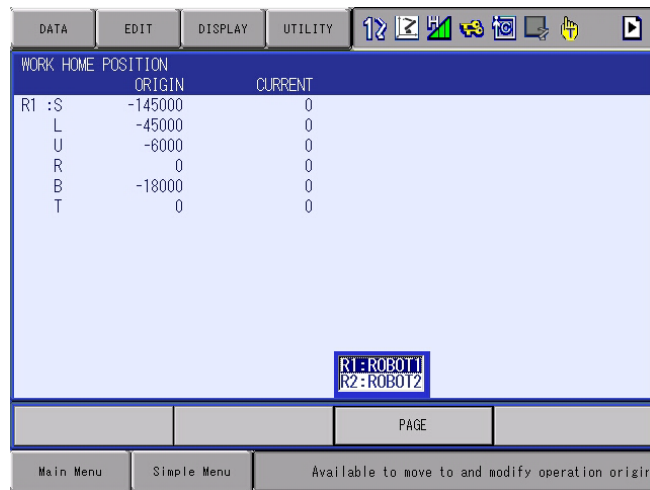 DATA EDIT DISPLAY UTILITY
WORK HOME POSITION
ORIGIN CURRENT
R1 :S -145000 0
L -45000 0
U -6000 0
R 0 0
B -18000 0
T 0 0
R1:ROBOT1
R2:ROBOT2
PAGE
Main Menu Simple Menu Available to move to and modify operation origin